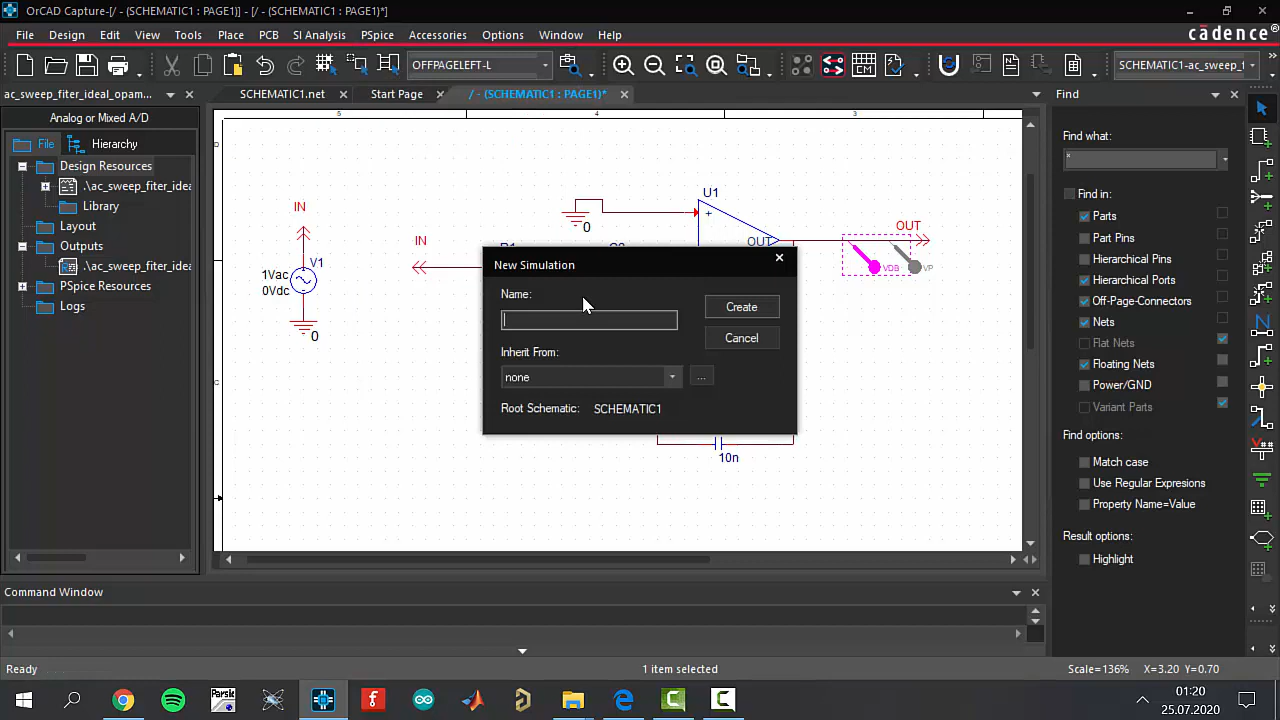 OrCAD Capture-[/ - (SCHEMATIC1 : PAGE1)] - [/ - (SCHEMATIC1 : PAGE1)*]
File Design Edit View Tools Place PCB SI Analysis PSpice Accessories Options Window Help
cādence®
OFFPAGELEFT-L
SCHEMATIC1-ac_sweep_f
ac_sweep_fiter_ideal_opam...
SCHEMATIC1.net
Start Page
/ - (SCHEMATIC1 : PAGE1)*
Find
Analog or Mixed A/D
File
Hierarchy
Design Resources
.\ac_sweep_fiter_idea
Library
Layout
Outputs
.\ac_sweep_fiter_idea
PSpice Resources
Logs
5
4
3
IN
V1
1Vac
0Vdc
0
IN
0
U1
+
OUT
OUT
VDB
VP
10n
New Simulation
Name:
Create
Cancel
Inherit From:
none
...
Root Schematic: SCHEMATIC1
Find what:
*
Find in:
Parts
Part Pins
Hierarchical Pins
Hierarchical Ports
Off-Page-Connectors
Nets
Flat Nets
Floating Nets
Power/GND
Variant Parts
Find options:
Match case
Use Regular Expresions
Property Name=Value
Result options:
Highlight
Command Window
Ready
1 item selected
Scale=136% X=3.20 Y=0.70
01:20
25.07.2020